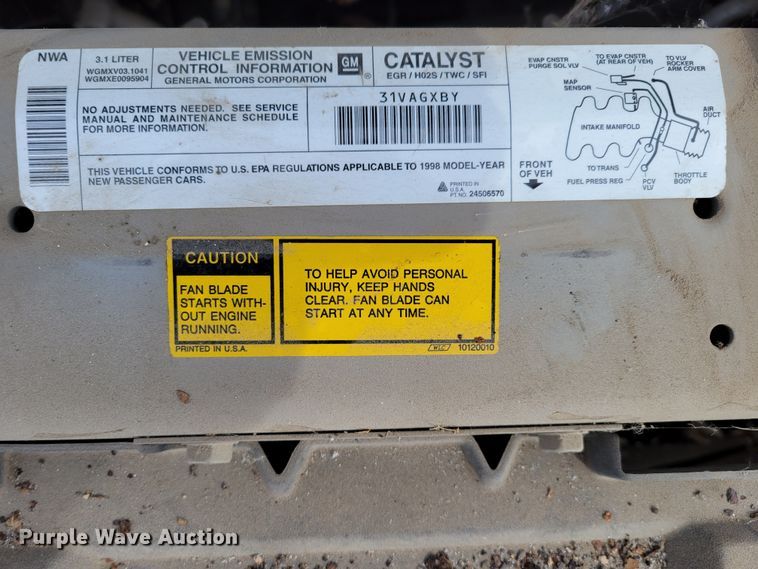 NWA
3.1 LITER
WGMXV03.1041
WGMXE0095904
VEHICLE EMISSION
CONTROL INFORMATION
GENERAL MOTORS CORPORATION
GM
CATALYST
EGR / HO2S / TWC / SFI
NO ADJUSTMENTS NEEDED. SEE SERVICE
MANUAL AND MAINTENANCE SCHEDULE
FOR MORE INFORMATION.
31VAGXBY
THIS VEHICLE CONFORMS TO U.S. EPA REGULATIONS APPLICABLE TO 1998 MODEL-YEAR
NEW PASSENGER CARS.
PRINTED IN
U.S.A.
PT. NO. 24506570
EVAP CNSTR
PURGE SOL VLV
TO EVAP CNSTR
(AT REAR OF VEH)
TO VLV
ROCKER
ARM COVER
MAP
SENSOR
AIR
DUCT
INTAKE MANIFOLD
FRONT
OF VEH
TO TRANS
FUEL PRESS REG
PCV
VLV
THROTTLE
BODY
CAUTION
FAN BLADE
STARTS WITH-
OUT ENGINE
RUNNING.
TO HELP AVOID PERSONAL
INJURY, KEEP HANDS
CLEAR. FAN BLADE CAN
START AT ANY TIME.
PRINTED IN U.S.A.
WLC 10120010
Purple Wave Auction